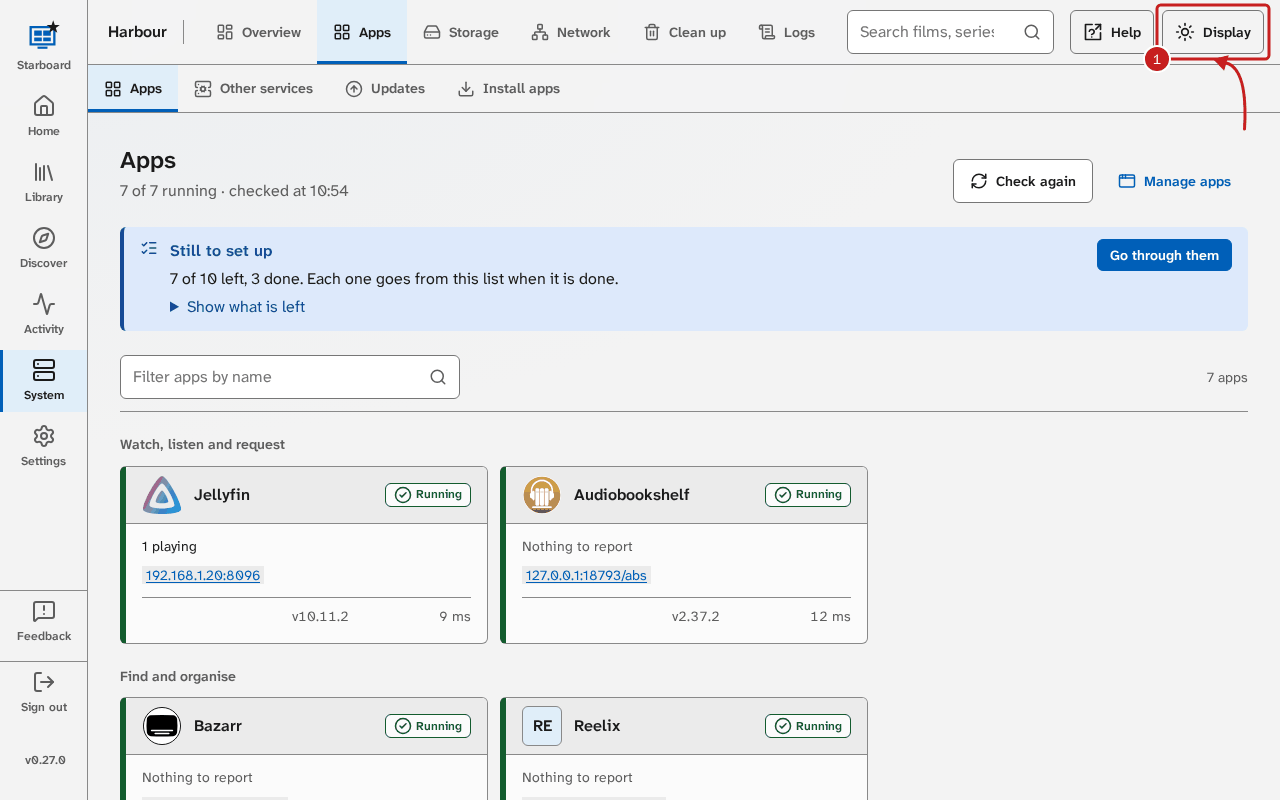 Starboard
Home
Library
Discover
Activity
System
Settings
Feedback
Sign out
v0.27.0
Harbour
Overview
Apps
Storage
Network
Clean up
Logs
Search films, series
Help
Display
1
Apps
Other services
Updates
Install apps
Apps
7 of 7 running · checked at 10:54
Check again
Manage apps
Still to set up
7 of 10 left, 3 done. Each one goes from this list when it is done.
Show what is left
Go through them
Filter apps by name
7 apps
Watch, listen and request
Jellyfin
Running
1 playing
192.168.1.20:8096
v10.11.2
9 ms
Audiobookshelf
Running
Nothing to report
127.0.0.1:18793/abs
v2.37.2
12 ms
Find and organise
Bazarr
Running
Nothing to report
RE
Reelix
Running
Nothing to report